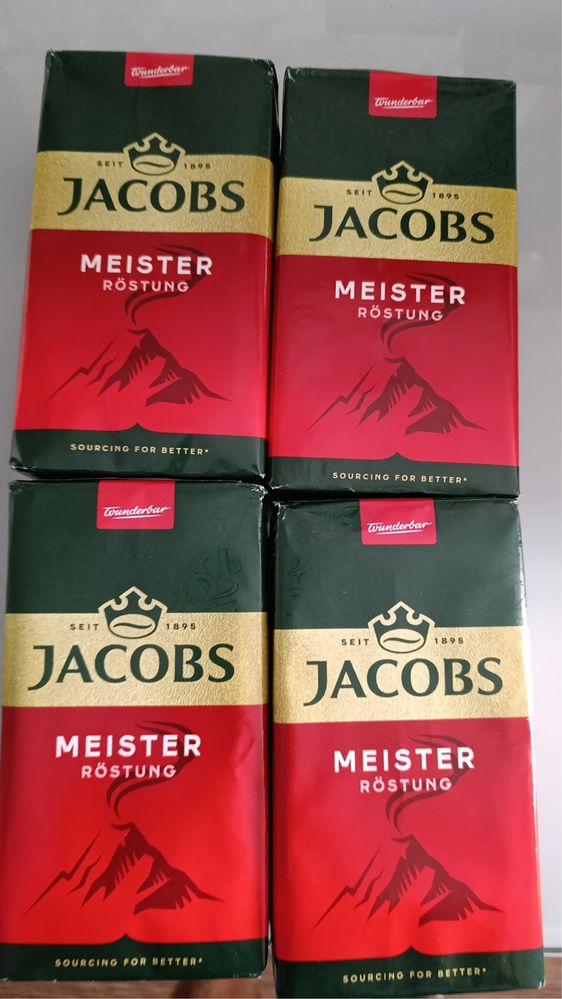 Wunderbar
SEIT 1895
JACOBS
MEISTER
RÖSTUNG
SOURCING FOR BETTER*
Wunderbar
SEIT 1895
JACOBS
MEISTER
RÖSTUNG
SOURCING FOR BETTER*
Wunderbar
SEIT 1895
JACOBS
MEISTER
RÖSTUNG
SOURCING FOR BETTER*
Wunderbar
SEIT 1895
JACOBS
MEISTER
RÖSTUNG
SOURCING FOR BETTER*